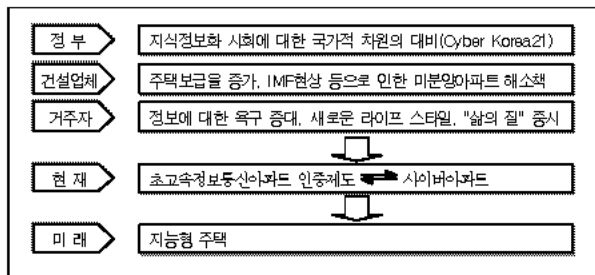 정 부 지식정보화 사회에 대한 국가적 차원의 대비(Cyber Korea21)
건설업체 주택보급율 증가, IMF현상 등으로 인한 미분양아파트 해소책
거주자 정보에 대한 욕구 증대, 새로운 라이프 스타일, "삶의 질" 중시
현 재 초고속정보통신아파트 인증제도 사이버아파트
미 래 지능형 주택